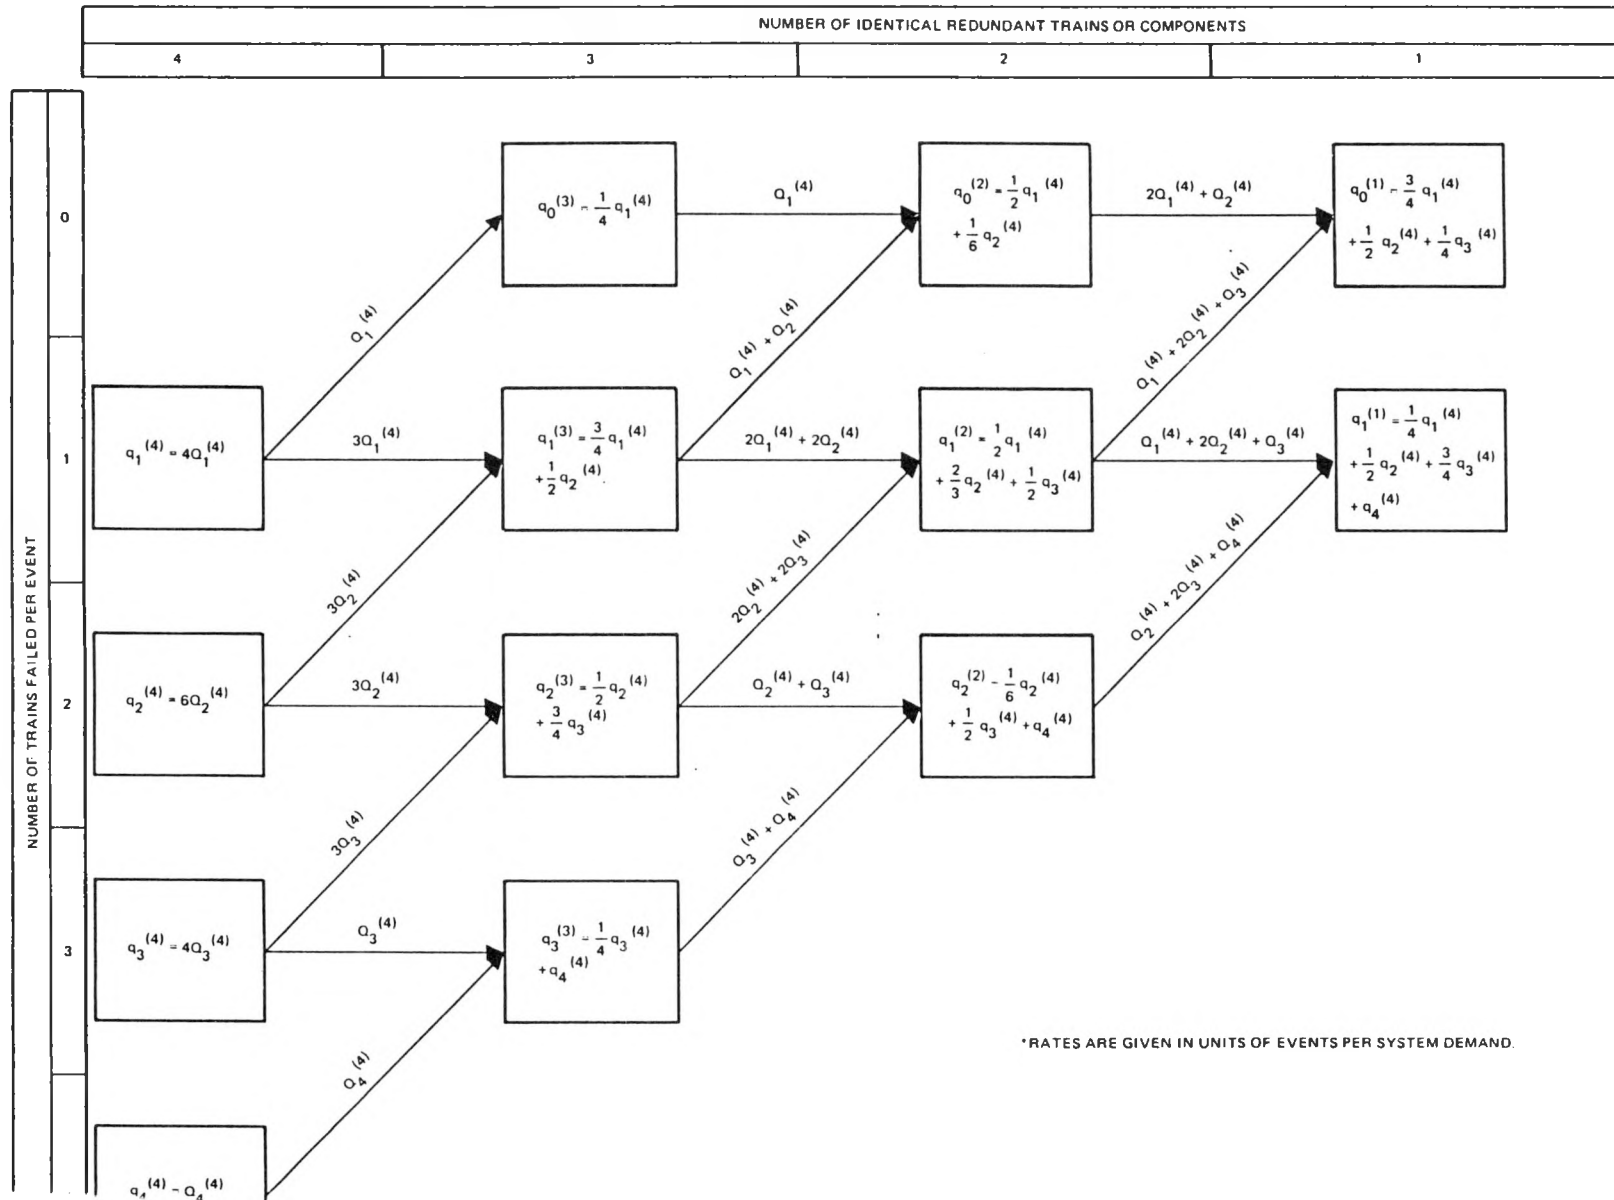 NUMBER OF IDENTICAL REDUNDANT TRAINS OR COMPONENTS
4 3 2 1
NUMBER OF TRAINS FAILED PER EVENT
0
q0(3) = 1/4 q1(4)
Q1(4)
q0(2) = 1/2 q1(4)
+ 1/6 q2(4)
2Q1(4) + Q2(4)
q0(1) = 3/4 q1(4)
+ 1/2 q2(4) + 1/4 q3(4)
Q1(4)
Q1(4) + Q2(4)
Q1(4) + 2Q2(4) + Q3(4)
1
q1(4) = 4Q1(4)
3Q1(4)
q1(3) = 3/4 q1(4)
+ 1/2 q2(4)
2Q1(4) + 2Q2(4)
q1(2) = 1/2 q1(4)
+ 2/3 q2(4) + 1/2 q3(4)
Q1(4) + 2Q2(4) + Q3(4)
q1(1) = 1/4 q1(4)
+ 1/2 q2(4) + 3/4 q3(4)
+ q4(4)
3Q2(4)
2Q2(4) + 2Q3(4)
Q2(4) + 2Q3(4) + Q4(4)
2
q2(4) = 6Q2(4)
3Q2(4)
q2(3) = 1/2 q2(4)
+ 3/4 q3(4)
Q2(4) + Q3(4)
q2(2) = 1/6 q2(4)
+ 1/2 q3(4) + q4(4)
3Q3(4)
Q3(4) + Q4(4)
3
q3(4) = 4Q3(4)
Q3(4)
q3(3) = 1/4 q3(4)
+ q4(4)
Q4(4)
*RATES ARE GIVEN IN UNITS OF EVENTS PER SYSTEM DEMAND.
q4(4) = Q4(4)